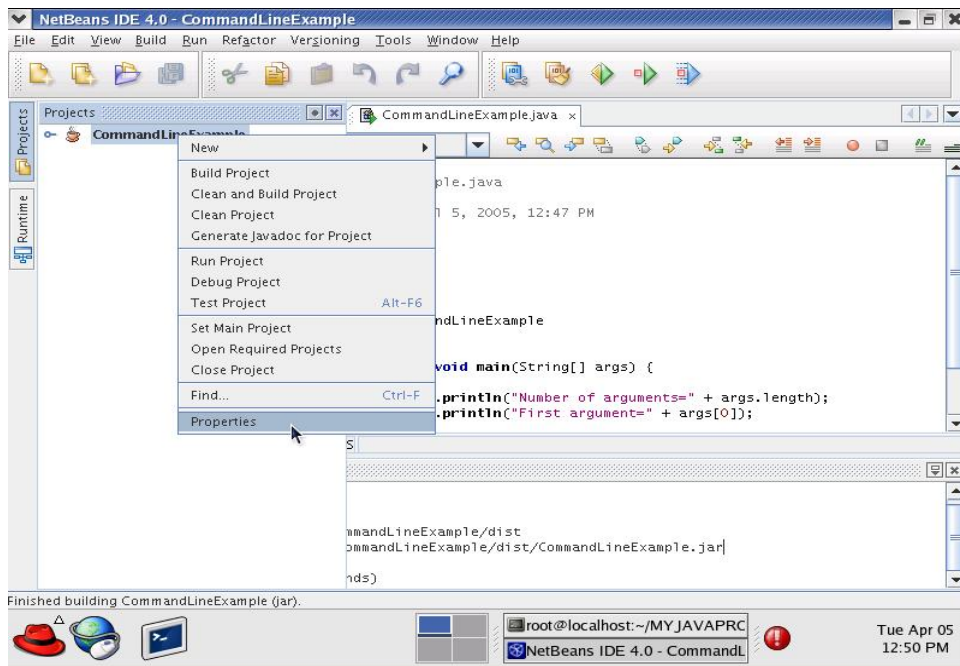 NetBeans IDE 4.0 - CommandLineExample
File Edit View Build Run Refactor Versioning Tools Window Help
Projects
CommandLineExample.java
Projects
CommandLineExample
Runtime
New
Build Project
Clean and Build Project
Clean Project
Generate Javadoc for Project
Run Project
Debug Project
Test Project Alt-F6
Set Main Project
Open Required Projects
Close Project
Find... Ctrl-F
Properties
ple.java
5, 2005, 12:47 PM
ndLineExample
void main(String[] args) {
.println("Number of arguments=" + args.length);
.println("First argument=" + args[0]);
S
mmandLineExample/dist
ommandLineExample/dist/CommandLineExample.jar
nds)
Finished building CommandLineExample (jar).
root@localhost:~/MYJAVAPRC
NetBeans IDE 4.0 - CommandL
Tue Apr 05
12:50 PM